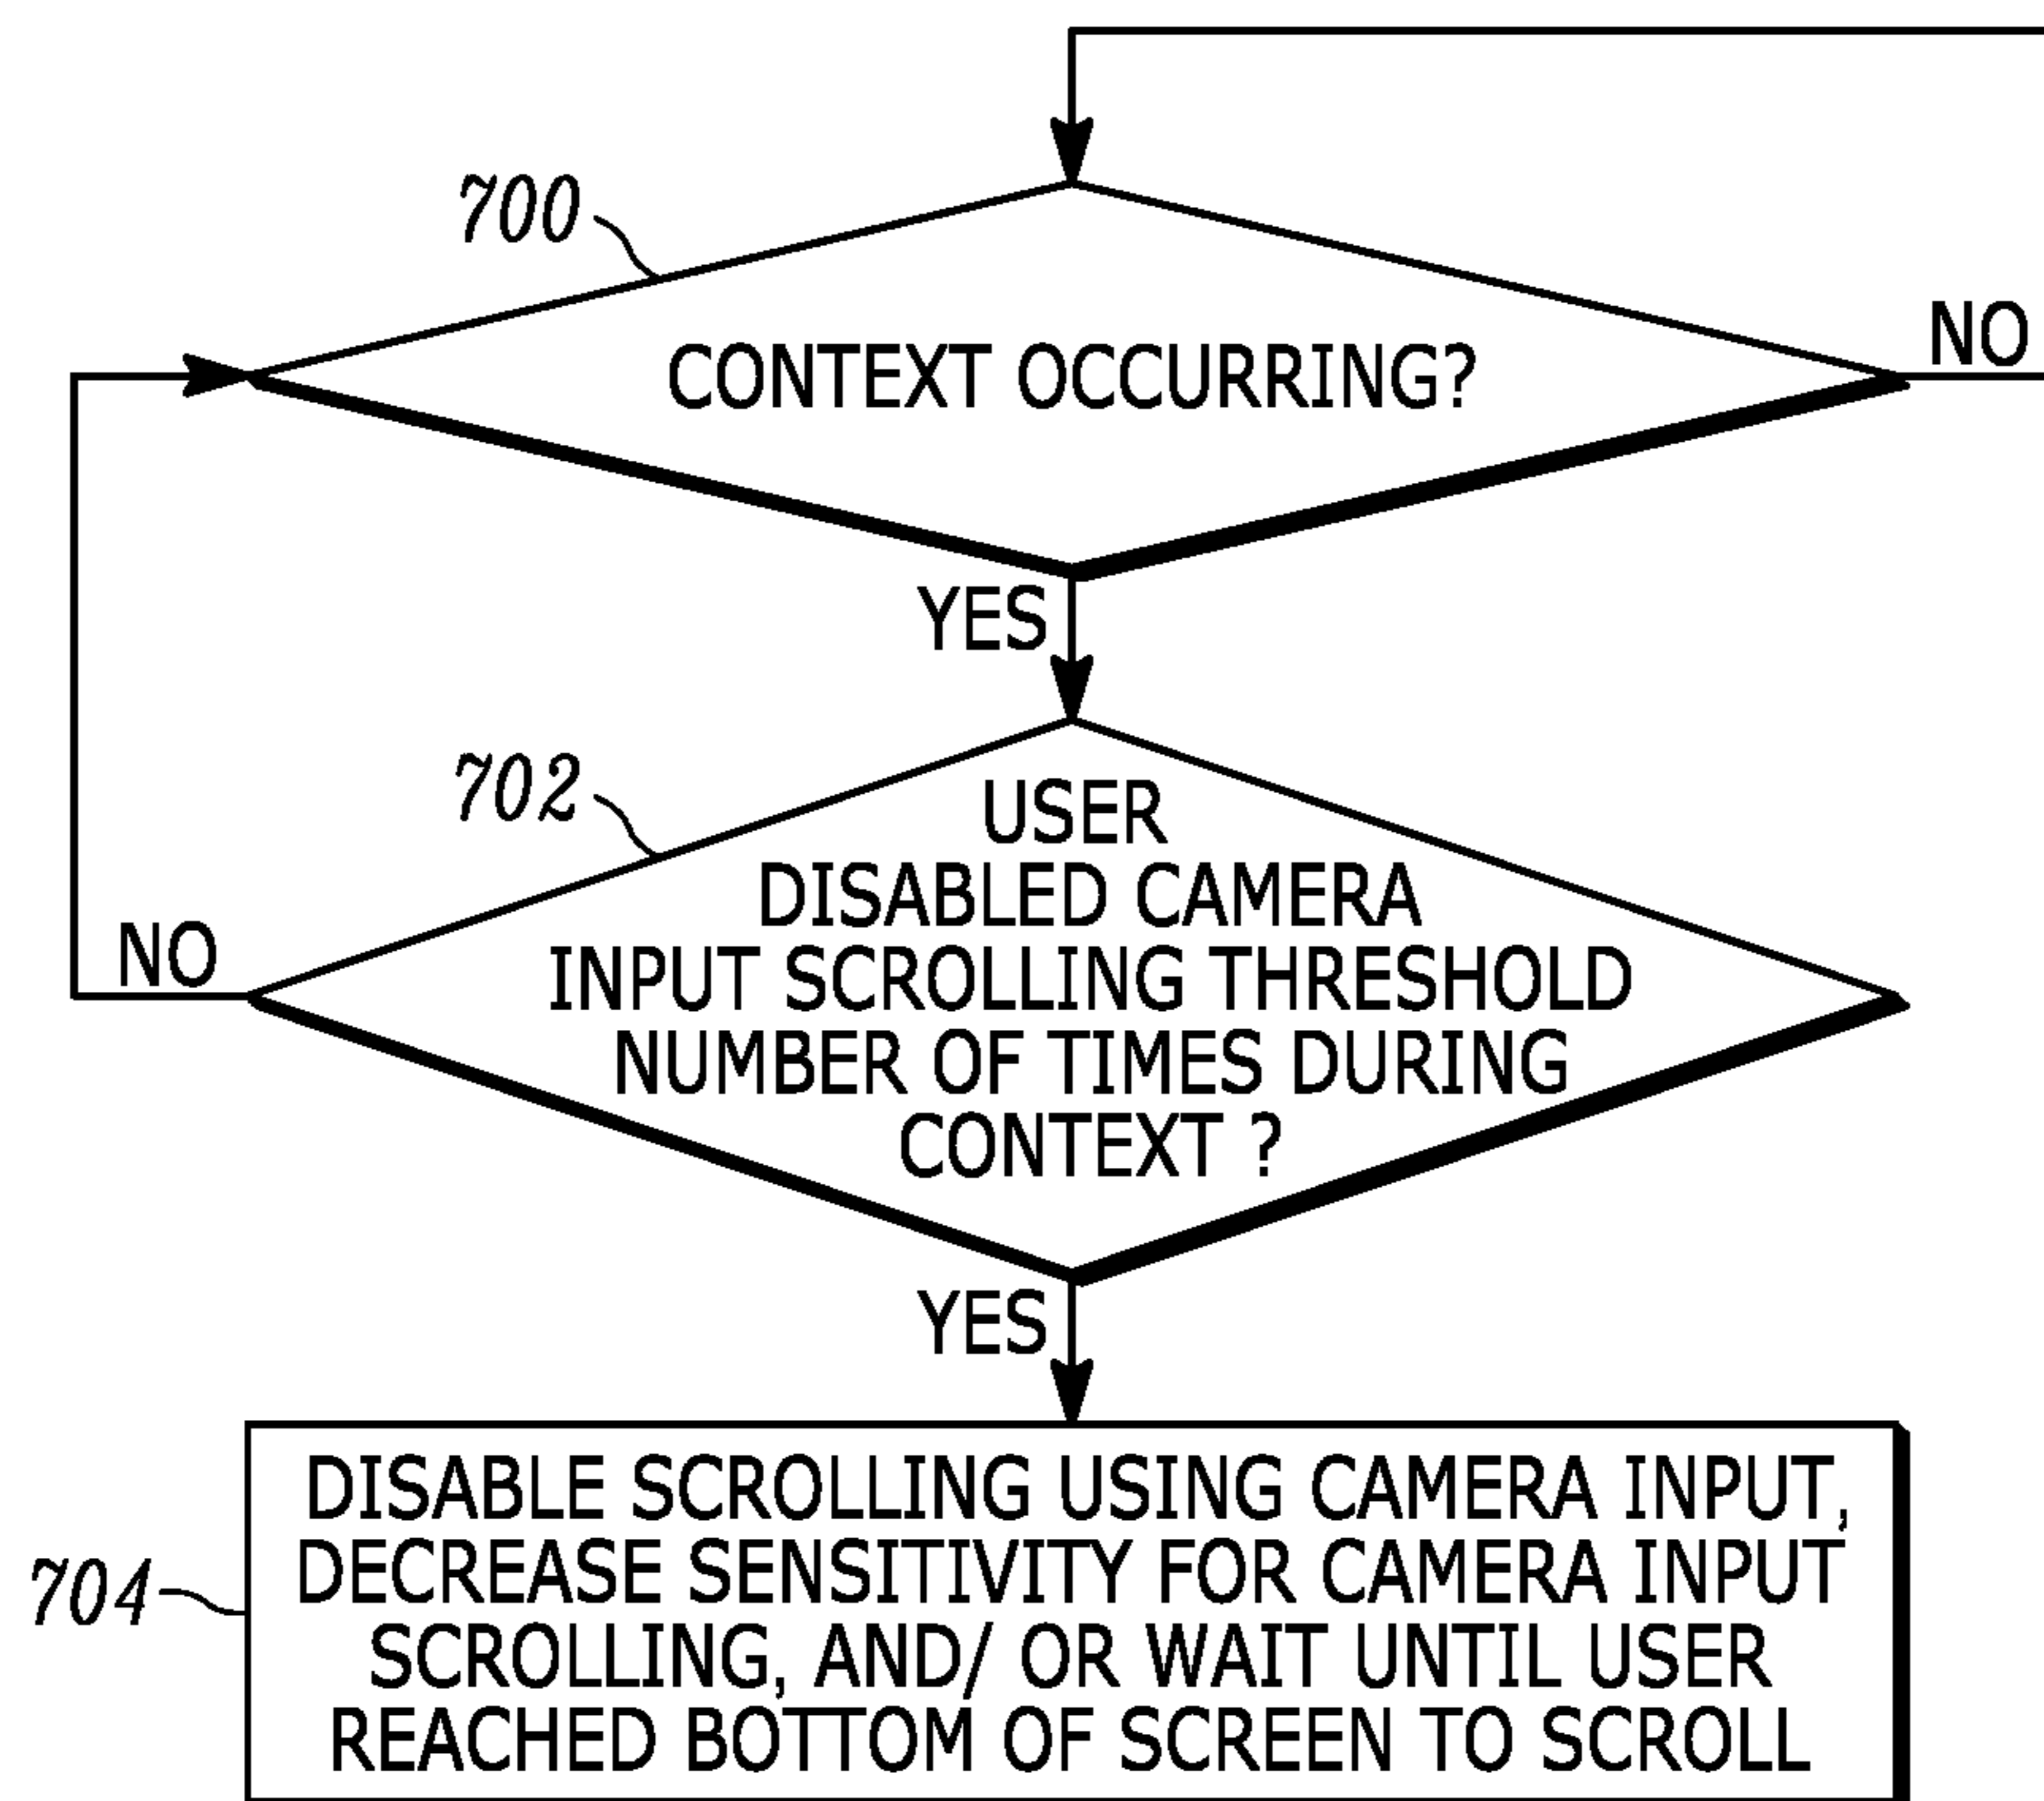 700
CONTEXT OCCURRING?
NO
YES
702
USER
DISABLED CAMERA
INPUT SCROLLING THRESHOLD
NUMBER OF TIMES DURING
CONTEXT ?
NO
YES
704
DISABLE SCROLLING USING CAMERA INPUT,
DECREASE SENSITIVITY FOR CAMERA INPUT
SCROLLING, AND/ OR WAIT UNTIL USER
REACHED BOTTOM OF SCREEN TO SCROLL